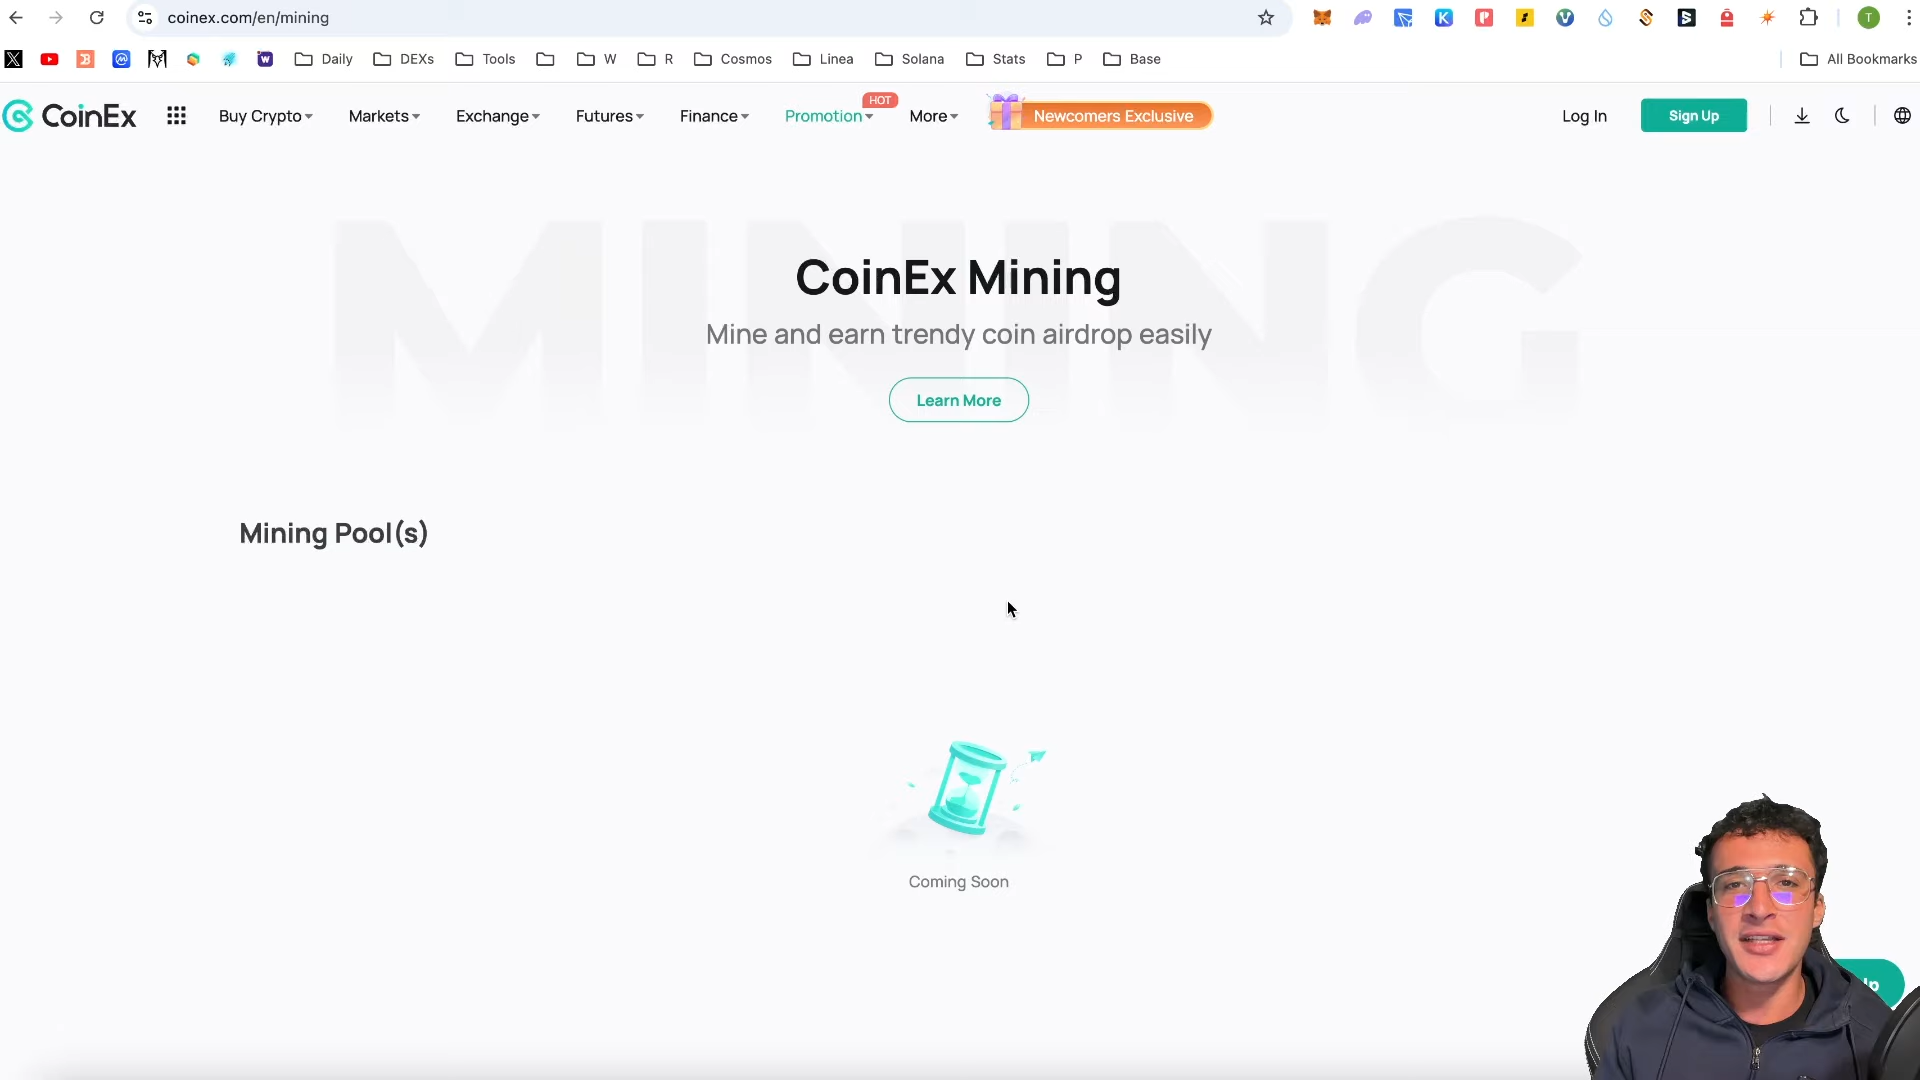 coinex.com/en/mining
T
Daily
DEXs
Tools
W
R
Cosmos
Linea
Solana
Stats
P
Base
All Bookmarks
CoinEx
Buy Crypto
Markets
Exchange
Futures
Finance
Promotion
HOT
More
Newcomers Exclusive
Log In
Sign Up
MINING
CoinEx Mining
Mine and earn trendy coin airdrop easily
Learn More
Mining Pool(s)
Coming Soon